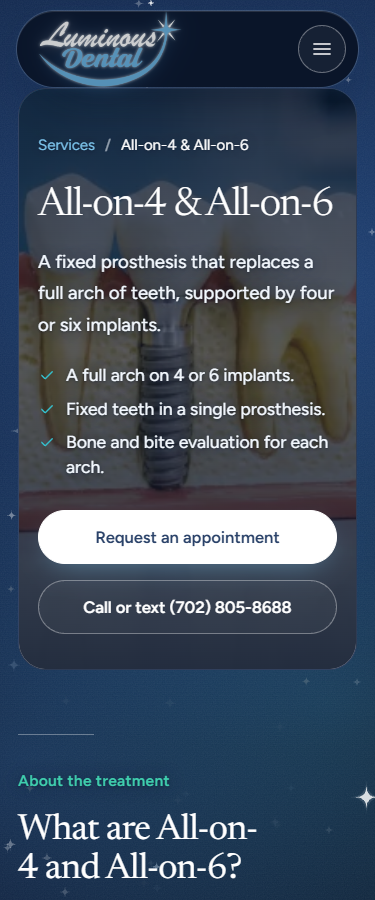 Luminous
Dental
Services / All-on-4 & All-on-6
All-on-4 & All-on-6
A fixed prosthesis that replaces a
full arch of teeth, supported by four
or six implants.
A full arch on 4 or 6 implants.
Fixed teeth in a single prosthesis.
Bone and bite evaluation for each
arch.
Request an appointment
Call or text (702) 805-8688
About the treatment
What are All-on-
4 and All-on-6?